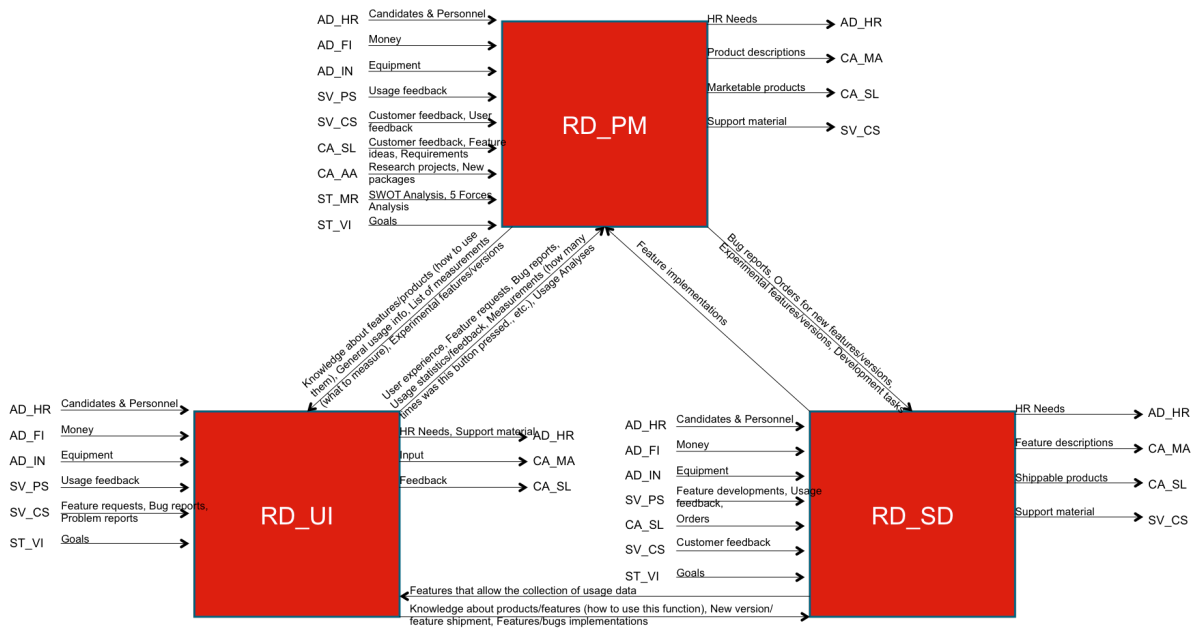 AD_HR Candidates & Personnel
AD_FI Money
AD_IN Equipment
SV_PS Usage feedback
SV_CS Customer feedback, User
feedback
CA_SL Customer feedback, Feature
ideas, Requirements
CA_AA Research projects, New
packages
ST_MR SWOT Analysis, 5 Forces
Analysis
ST_VI Goals
RD_PM
HR Needs AD_HR
Product descriptions CA_MA
Marketable products CA_SL
Support material SV_CS
Knowledge about features/products (how to use
them), General usage info, List of measurements
(what to measure), Experimental features/versions
User experience, Feature requests, Bug reports,
Usage statistics/feedback, Measurements (how many
times was this button pressed., etc.), Usage Analyses
Feature implementations
Bug reports, Orders for new features/versions,
Experimental features/versions, Development tasks
AD_HR Candidates & Personnel
AD_FI Money
AD_IN Equipment
SV_PS Usage feedback
SV_CS Feature requests, Bug reports,
Problem reports
ST_VI Goals
RD_UI
HR Needs, Support material AD_HR
Input CA_MA
Feedback CA_SL
AD_HR Candidates & Personnel
AD_FI Money
AD_IN Equipment
SV_PS Feature developments, Usage
feedback,
CA_SL Orders
SV_CS Customer feedback
ST_VI Goals
RD_SD
HR Needs AD_HR
Feature descriptions CA_MA
Shippable products CA_SL
Support material SV_CS
Features that allow the collection of usage data
Knowledge about products/features (how to use this function), New version/
feature shipment, Features/bugs implementations